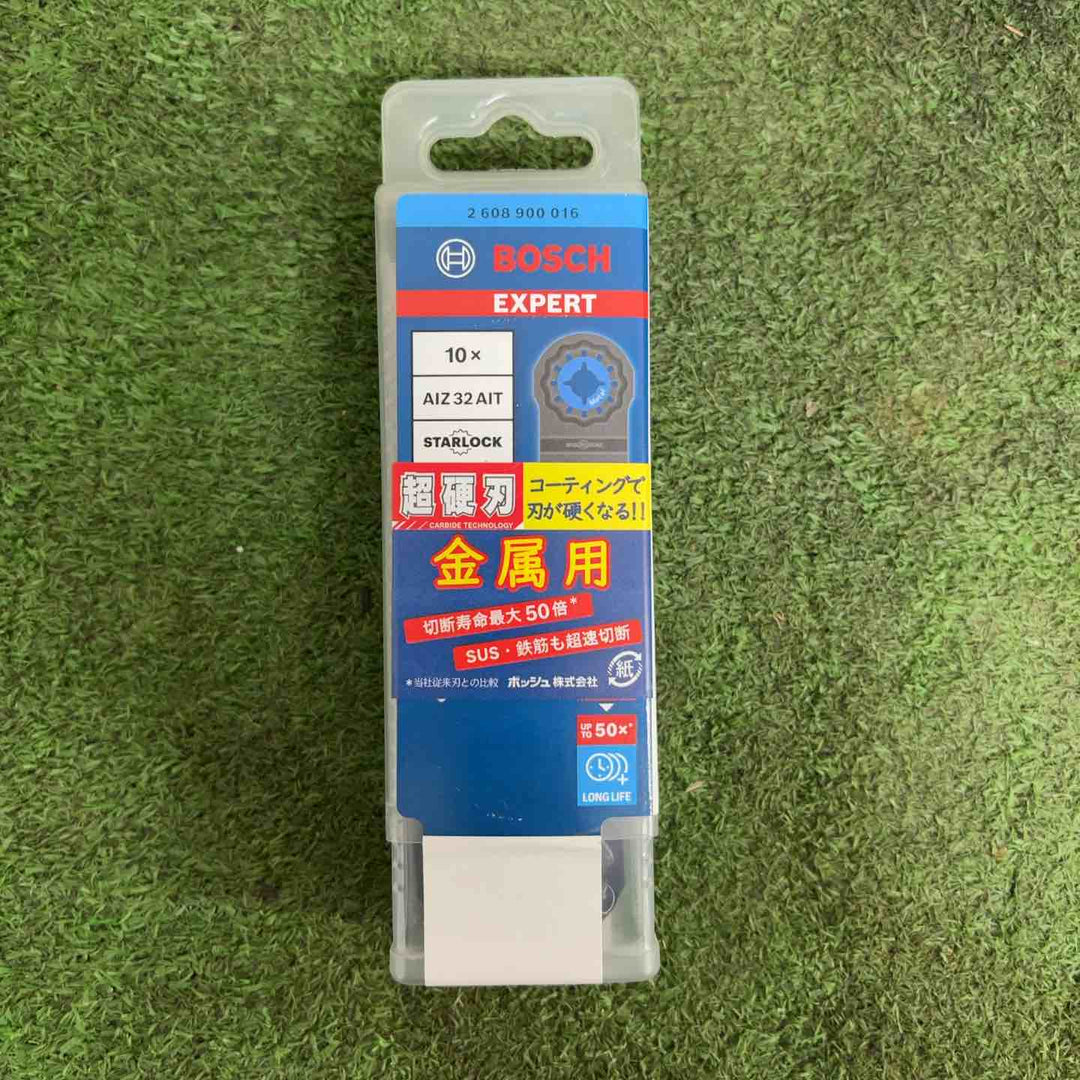 2 608 900 016
BOSCH
EXPERT
10×
AIZ 32 AIT
STARLOCK
超硬刃
CARBIDE TECHNOLOGY
コーティングで
刃が硬くなる!!
金属用
切断寿命最大50倍*
SUS・鉄筋も超速切断
*当社従来刃との比較 ボッシュ株式会社
紙
UP TO 50×*
LONG LIFE